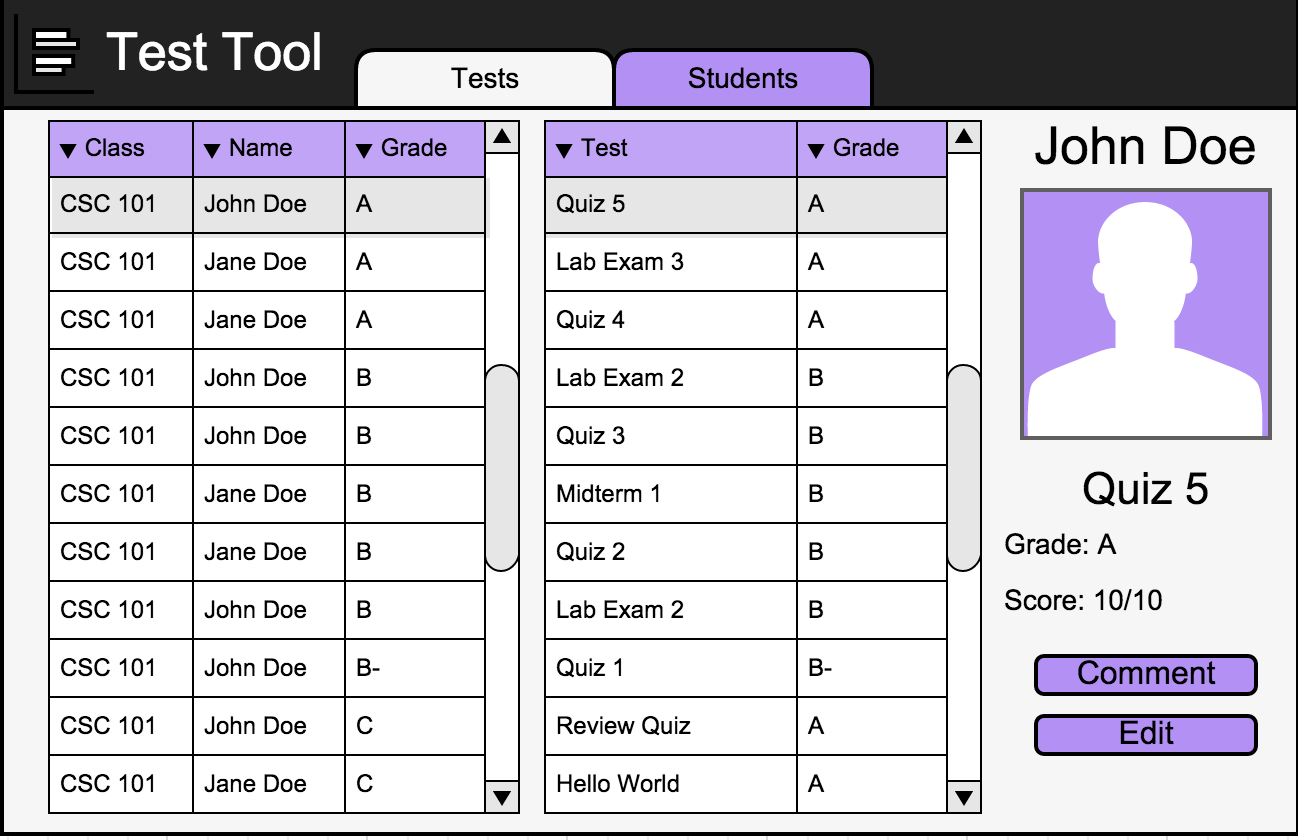 Test Tool
Tests Students
▼ Class ▼ Name ▼ Grade
CSC 101 John Doe A
CSC 101 Jane Doe A
CSC 101 Jane Doe A
CSC 101 John Doe B
CSC 101 John Doe B
CSC 101 Jane Doe B
CSC 101 Jane Doe B
CSC 101 John Doe B
CSC 101 John Doe B-
CSC 101 John Doe C
CSC 101 Jane Doe C
▼ Test ▼ Grade
Quiz 5 A
Lab Exam 3 A
Quiz 4 A
Lab Exam 2 B
Quiz 3 B
Midterm 1 B
Quiz 2 B
Lab Exam 2 B
Quiz 1 B-
Review Quiz A
Hello World A
John Doe
Quiz 5
Grade: A
Score: 10/10
Comment
Edit